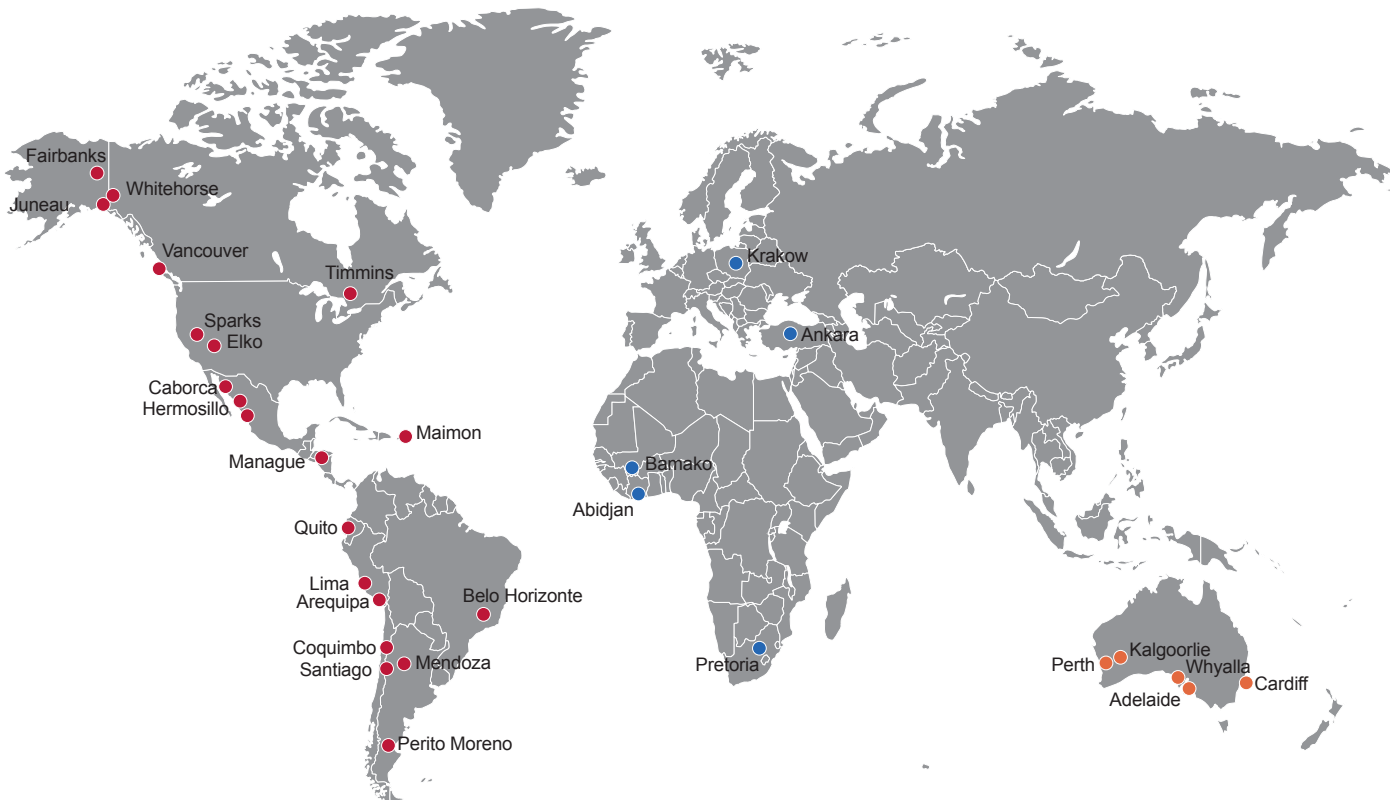 Fairbanks
Whitehorse
Juneau
Vancouver
Timmins
Sparks
Elko
Caborca
Hermosillo
Maimon
Manague
Quito
Lima
Arequipa
Belo Horizonte
Coquimbo
Santiago
Mendoza
Perito Moreno
Krakow
Ankara
Bamako
Abidjan
Pretoria
Perth
Kalgoorlie
Whyalla
Adelaide
Cardiff